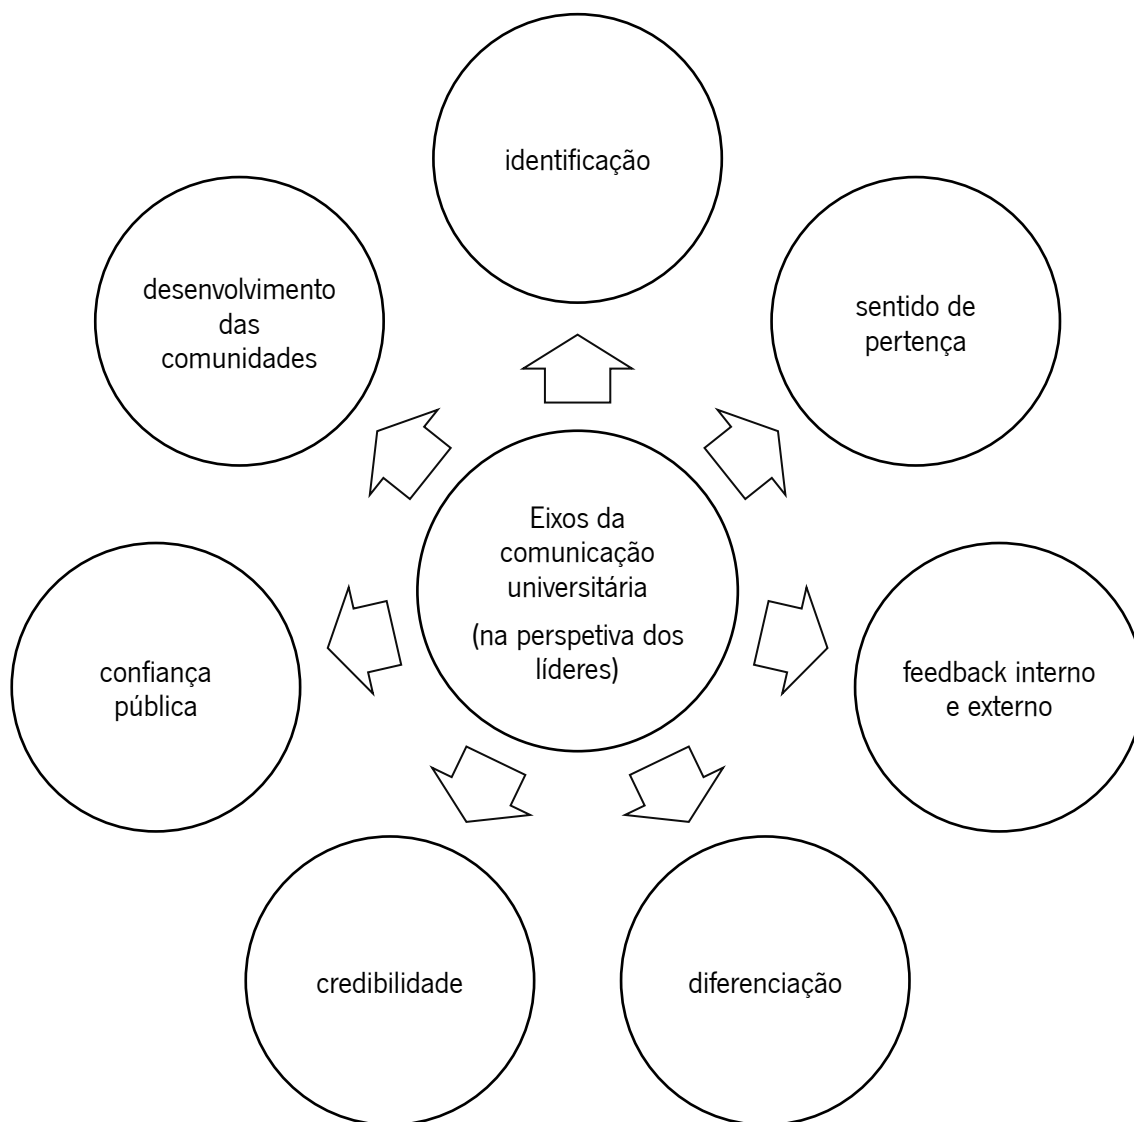 identificação
sentido de
pertença
feedback interno
e externo
diferenciação
credibilidade
confiança
pública
desenvolvimento
das
comunidades
Eixos da
comunicação
universitária
(na perspetiva dos
líderes)